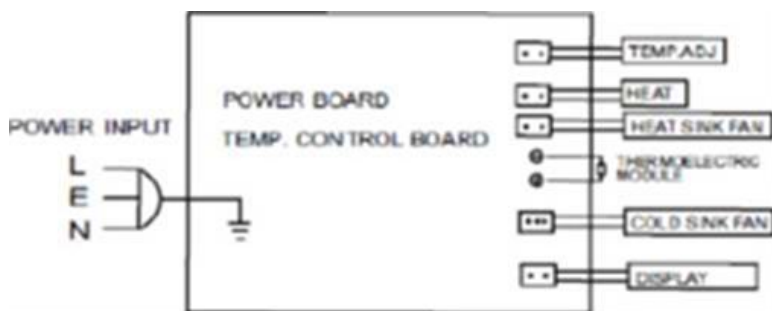 TEMP.ADJ
POWER BOARD
HEAT
POWER INPUT
HEAT SINK FAN
TEMP. CONTROL BOARD
L
THERMOELECTRIC
MODULE
E
N
COLD SINK FAN
DISPLAY